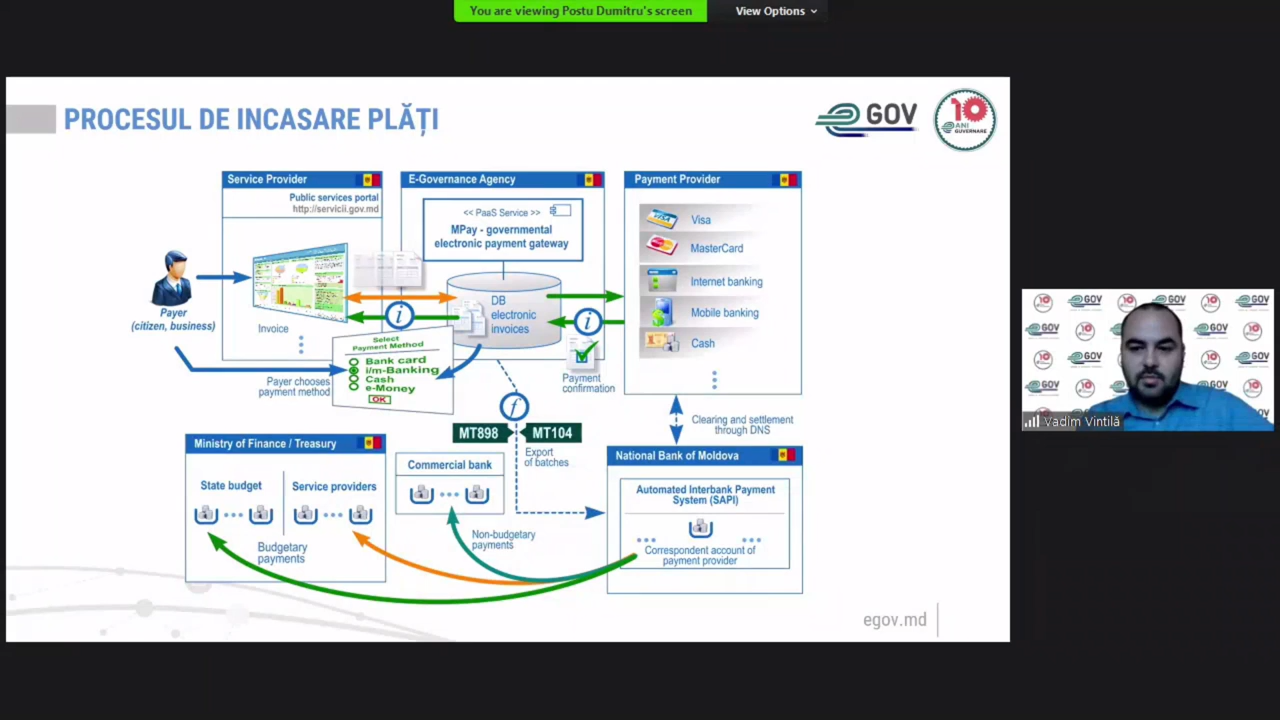 You are viewing Postu Dumitru's screen
View Options
PROCESUL DE INCASARE PLĂȚI
GOV
10
ANI
GUVERNARE
Service Provider
Public services portal
http://servicii.gov.md
Invoice
E-Governance Agency
<< PaaS Service >>
MPay - governmental
electronic payment gateway
DB
electronic
invoices
Payment Provider
VISA
Visa
MasterCard
Internet banking
Mobile banking
Cash
Payer
(citizen, business)
i
i
Select
Payment Method
Bank card
i/m-Banking
Cash
e-Money
OK
Payer chooses
payment method
Payment
confirmation
f
MT898
MT104
Export
of batches
Clearing and settlement
through DNS
Ministry of Finance / Treasury
State budget
Service providers
Budgetary
payments
Commercial bank
Non-budgetary
payments
National Bank of Moldova
Automated Interbank Payment
System (SAPI)
Correspondent account of
payment provider
egov.md
Vadim Vintilă